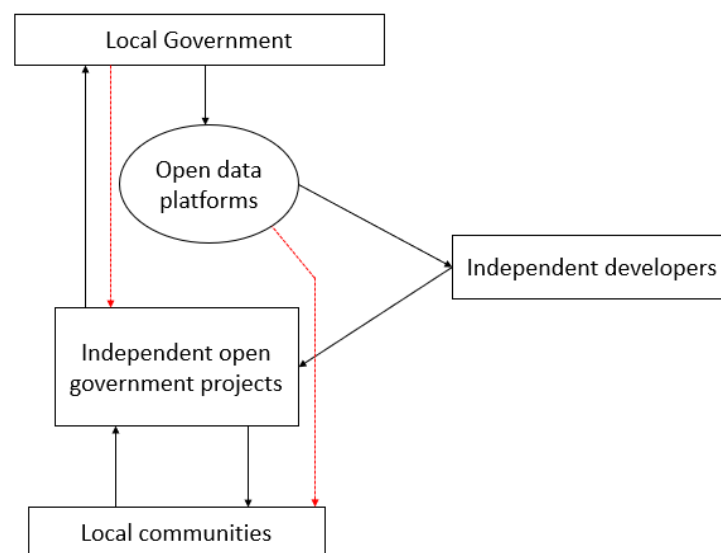 Local Government
Open data
platforms
Independent developers
Independent open
government projects
Local communities